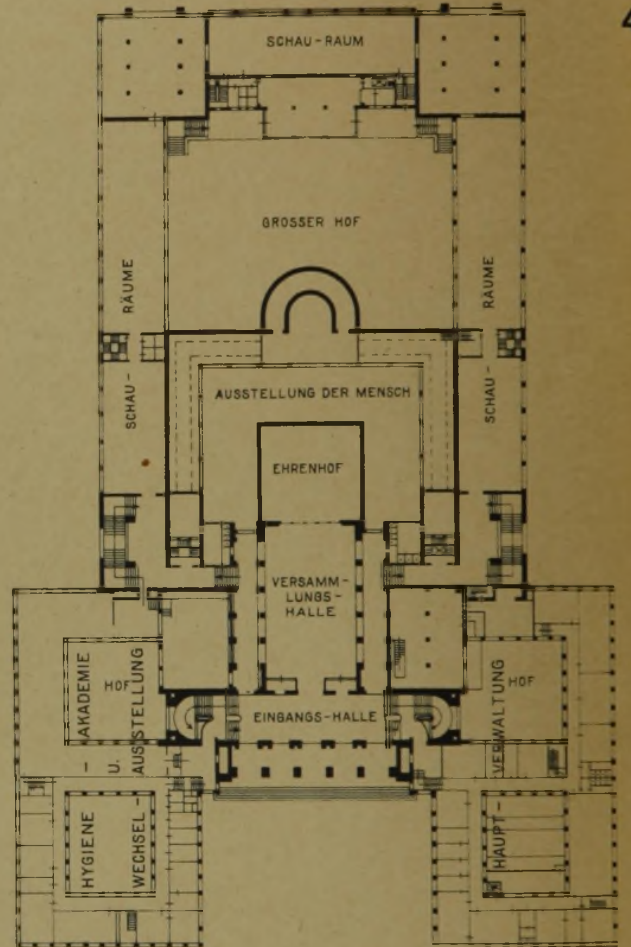 4
SCHAU-RAUM
GROSSER HOF
SCHAU-RÄUME
SCHAU-RÄUME
AUSSTELLUNG DER MENSCH
EHRENHOF
VERSAMM-
LUNGS-
HALLE
EINGANGS-HALLE
HOF
HYGIENE-AKADEMIE
U.
WECHSEL-AUSSTELLUNG
HOF
HAUPT-VERWALTUNG